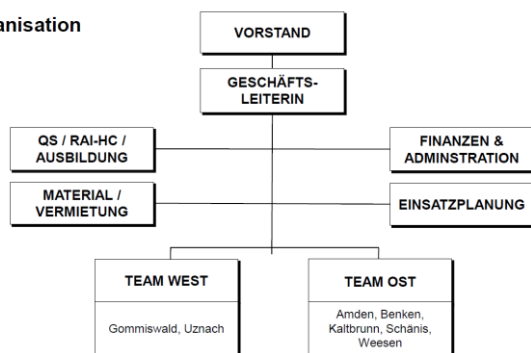 anisation
VORSTAND
GESCHÄFTS-
LEITERIN
QS / RAI-HC /
AUSBILDUNG
FINANZEN &
ADMINSTRATION
MATERIAL /
VERMIETUNG
EINSATZPLANUNG
TEAM WEST
Gommiswald, Uznach
TEAM OST
Amden, Benken,
Kaltbrunn, Schänis,
Weesen